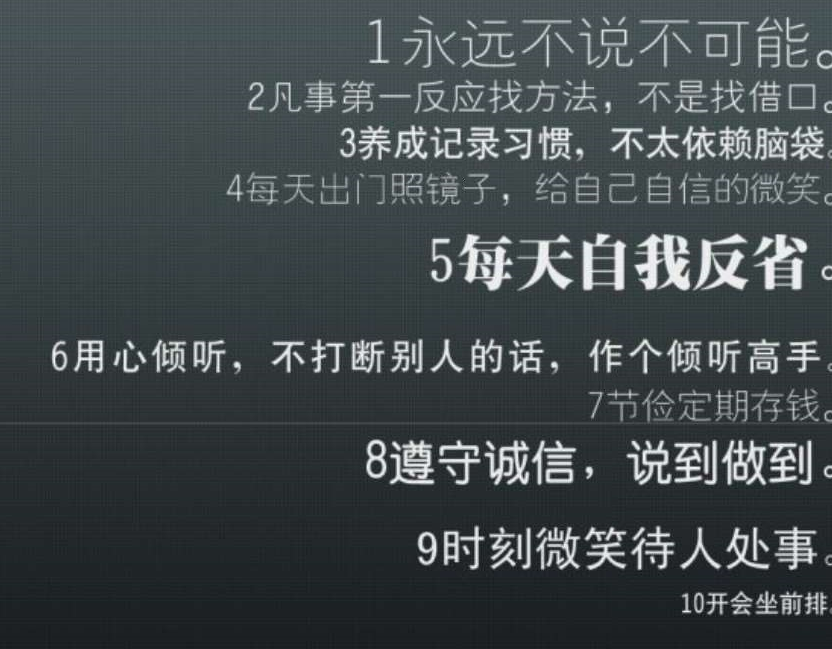 1永远不说不可能。
2凡事第一反应找方法，不是找借口。
3养成记录习惯，不太依赖脑袋。
4每天出门照镜子，给自己自信的微笑。
5每天自我反省。
6用心倾听，不打断别人的话，作个倾听高手。
7节俭定期存钱。
8遵守诚信，说到做到。
9时刻微笑待人处事。
10开会坐前排。